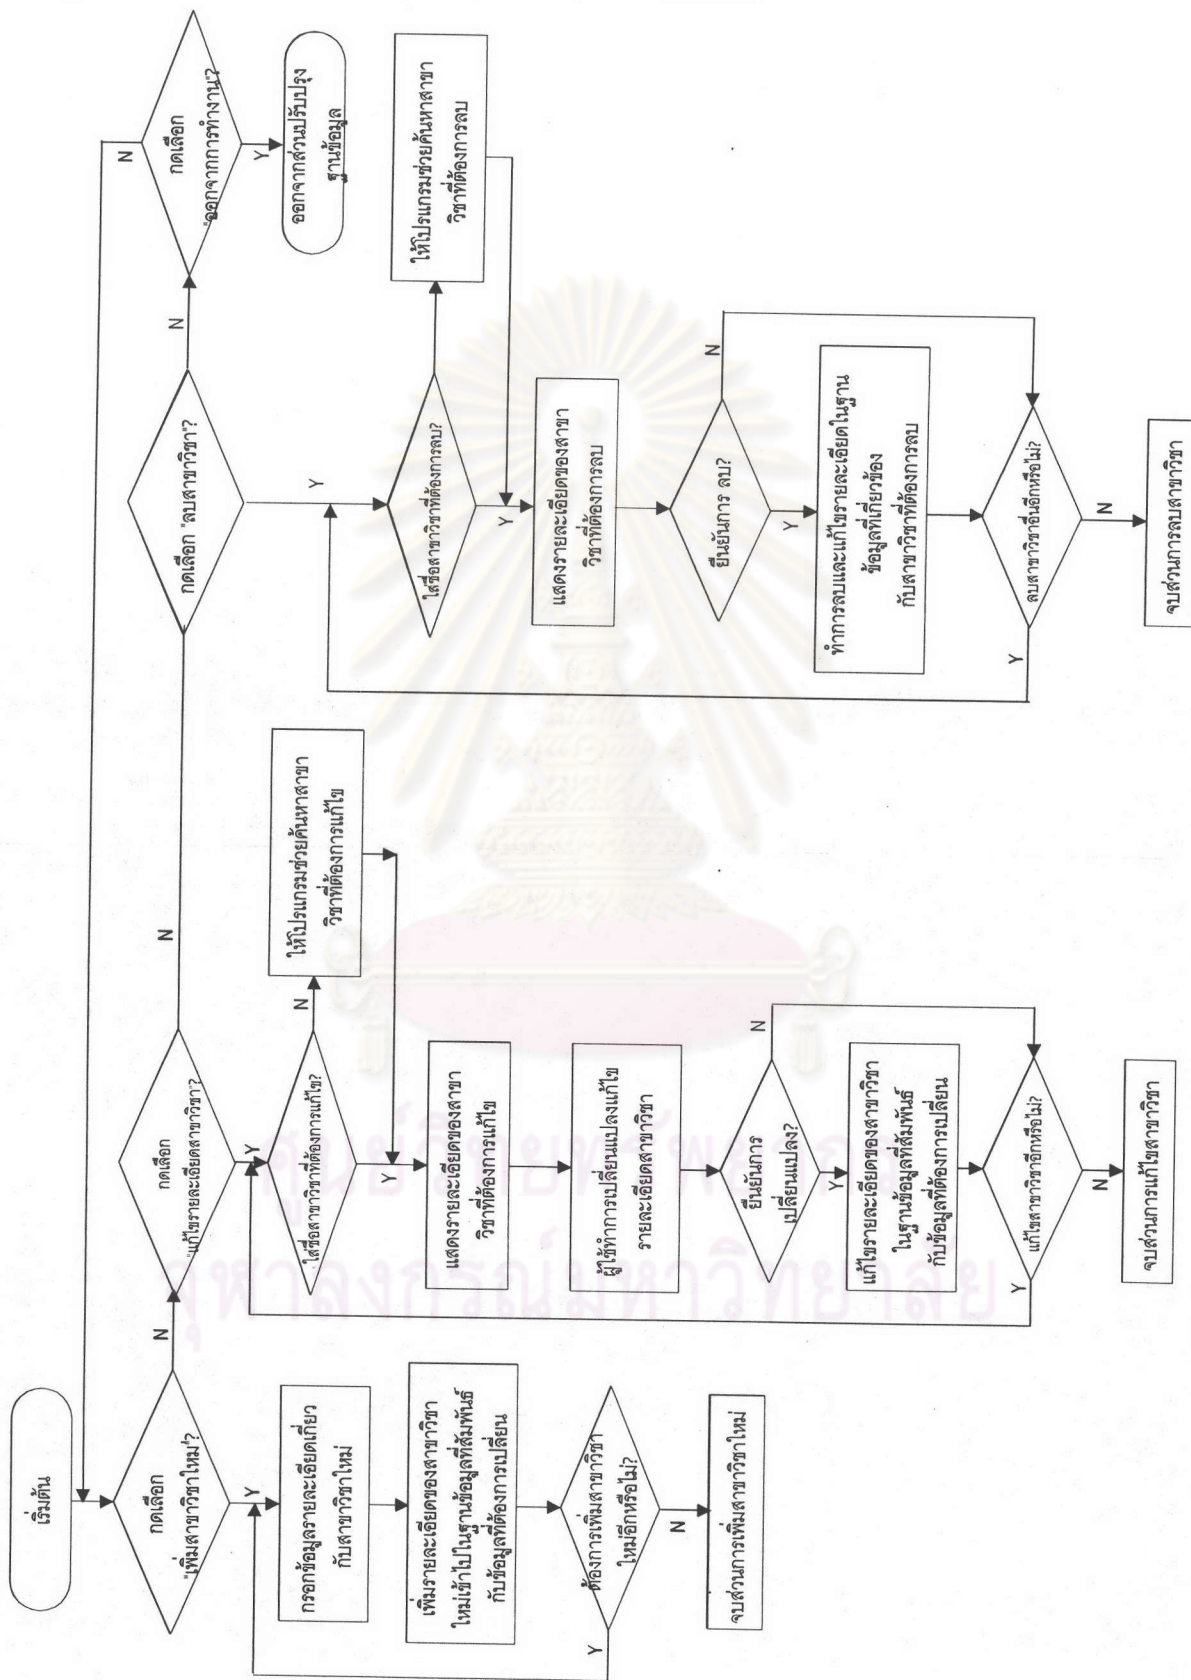 เริ่มต้น
กดเลือก
"เพิ่มสาขาวิชาใหม่"?
N
Y
กรอกข้อมูลรายละเอียดเกี่ยว
กับสาขาวิชาใหม่
เพิ่มรายละเอียดของสาขาวิชา
ใหม่เข้าไปในฐานข้อมูลที่สัมพันธ์
กับข้อมูลที่ต้องการเปลี่ยน
ต้องการเพิ่มสาขาวิชา
ใหม่อีกหรือไม่?
Y
N
จบส่วนการเพิ่มสาขาวิชาใหม่
กดเลือก
"แก้ไขรายละเอียดสาขาวิชา"?
N
Y
ใส่ชื่อสาขาวิชาที่ต้องการแก้ไข?
N
ให้โปรแกรมช่วยค้นหาสาขา
วิชาที่ต้องการแก้ไข
Y
แสดงรายละเอียดของสาขา
วิชาที่ต้องการแก้ไข
ผู้ใช้ทำการเปลี่ยนแปลงแก้ไข
รายละเอียดสาขาวิชา
ยืนยันการ
เปลี่ยนแปลง?
N
Y
แก้ไขรายละเอียดของสาขาวิชา
ในฐานข้อมูลที่สัมพันธ์
กับข้อมูลที่ต้องการเปลี่ยน
แก้ไขสาขาวิชาอีกหรือไม่?
Y
N
จบส่วนการแก้ไขสาขาวิชา
กดเลือก "ลบสาขาวิชา"?
N
Y
ใส่ชื่อสาขาวิชาที่ต้องการลบ?
ให้โปรแกรมช่วยค้นหาสาขา
วิชาที่ต้องการลบ
Y
แสดงรายละเอียดของสาขา
วิชาที่ต้องการลบ
ยืนยันการ ลบ?
N
Y
ทำการลบและแก้ไขรายละเอียดในฐาน
ข้อมูลที่เกี่ยวข้อง
กับสาขาวิชาที่ต้องการลบ
ลบสาขาวิชาอื่นอีกหรือไม่?
Y
N
จบส่วนการลบสาขาวิชา
กดเลือก
"ออกจากการทำงาน"?
N
Y
ออกจากส่วนปรับปรุง
ฐานข้อมูล
ศูนย์วิทยทรัพยากร
จุฬาลงกรณ์มหาวิทยาลัย